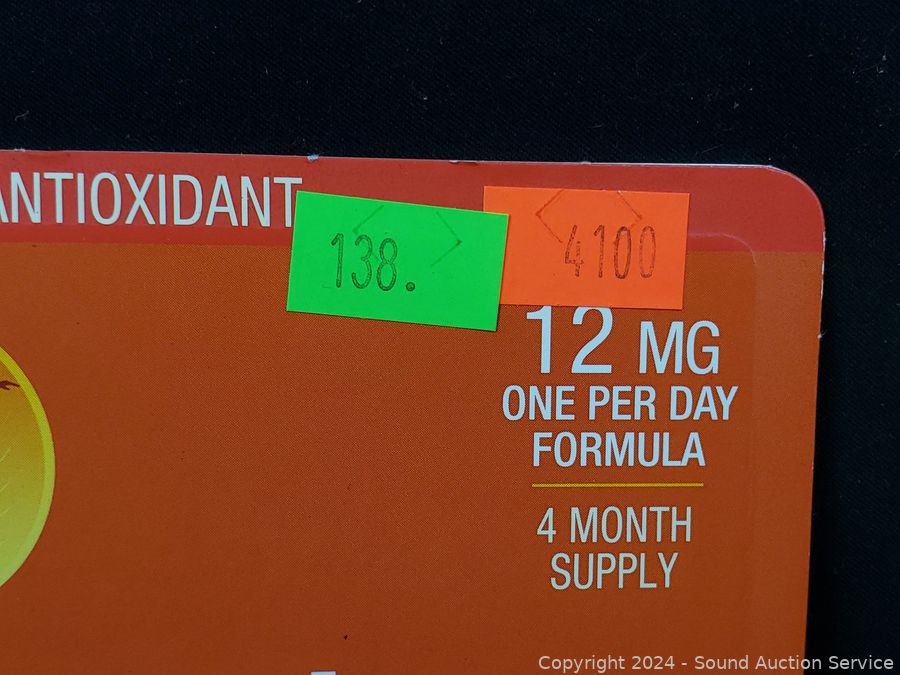 ANTIOXIDANT
138.
4100
12 MG
ONE PER DAY
FORMULA
4 MONTH
SUPPLY
Copyright 2024 - Sound Auction Service